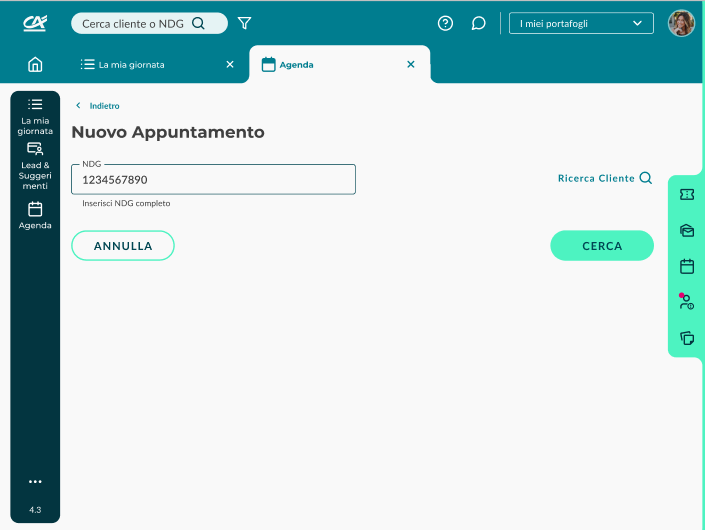 CA
Cerca cliente o NDG
I miei portafogli
La mia giornata
Agenda
La mia
giornata
Lead &
Suggeri
menti
Agenda
...
4.3
Indietro
Nuovo Appuntamento
NDG
1234567890
Inserisci NDG completo
Ricerca Cliente
ANNULLA
CERCA